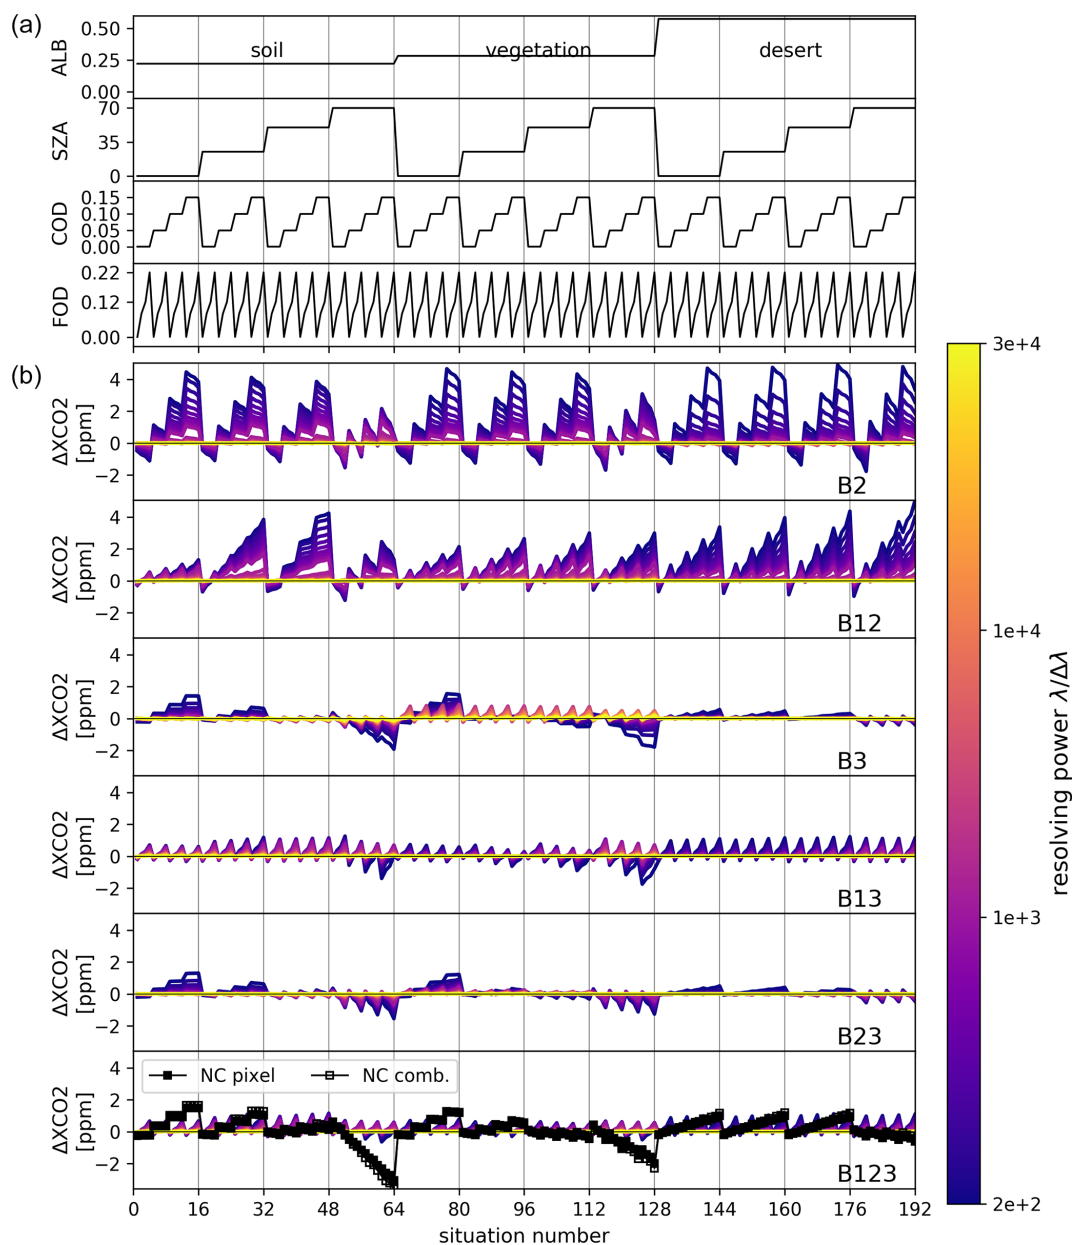 (a)
ALB
0.50
0.25
0.00
soil
vegetation
desert
SZA
70
35
0
COD
0.15
0.10
0.05
0.00
FOD
0.22
0.12
0.00
(b)
ΔXCO2
[ppm]
4
2
0
−2
B2
ΔXCO2
[ppm]
4
2
0
−2
B12
ΔXCO2
[ppm]
4
2
0
−2
B3
ΔXCO2
[ppm]
4
2
0
−2
B13
ΔXCO2
[ppm]
4
2
0
−2
B23
ΔXCO2
[ppm]
4
2
0
−2
NC pixel
NC comb.
B123
0 16 32 48 64 80 96 112 128 144 160 176 192
situation number
3e+4
1e+4
1e+3
2e+2
resolving power λ/Δλ